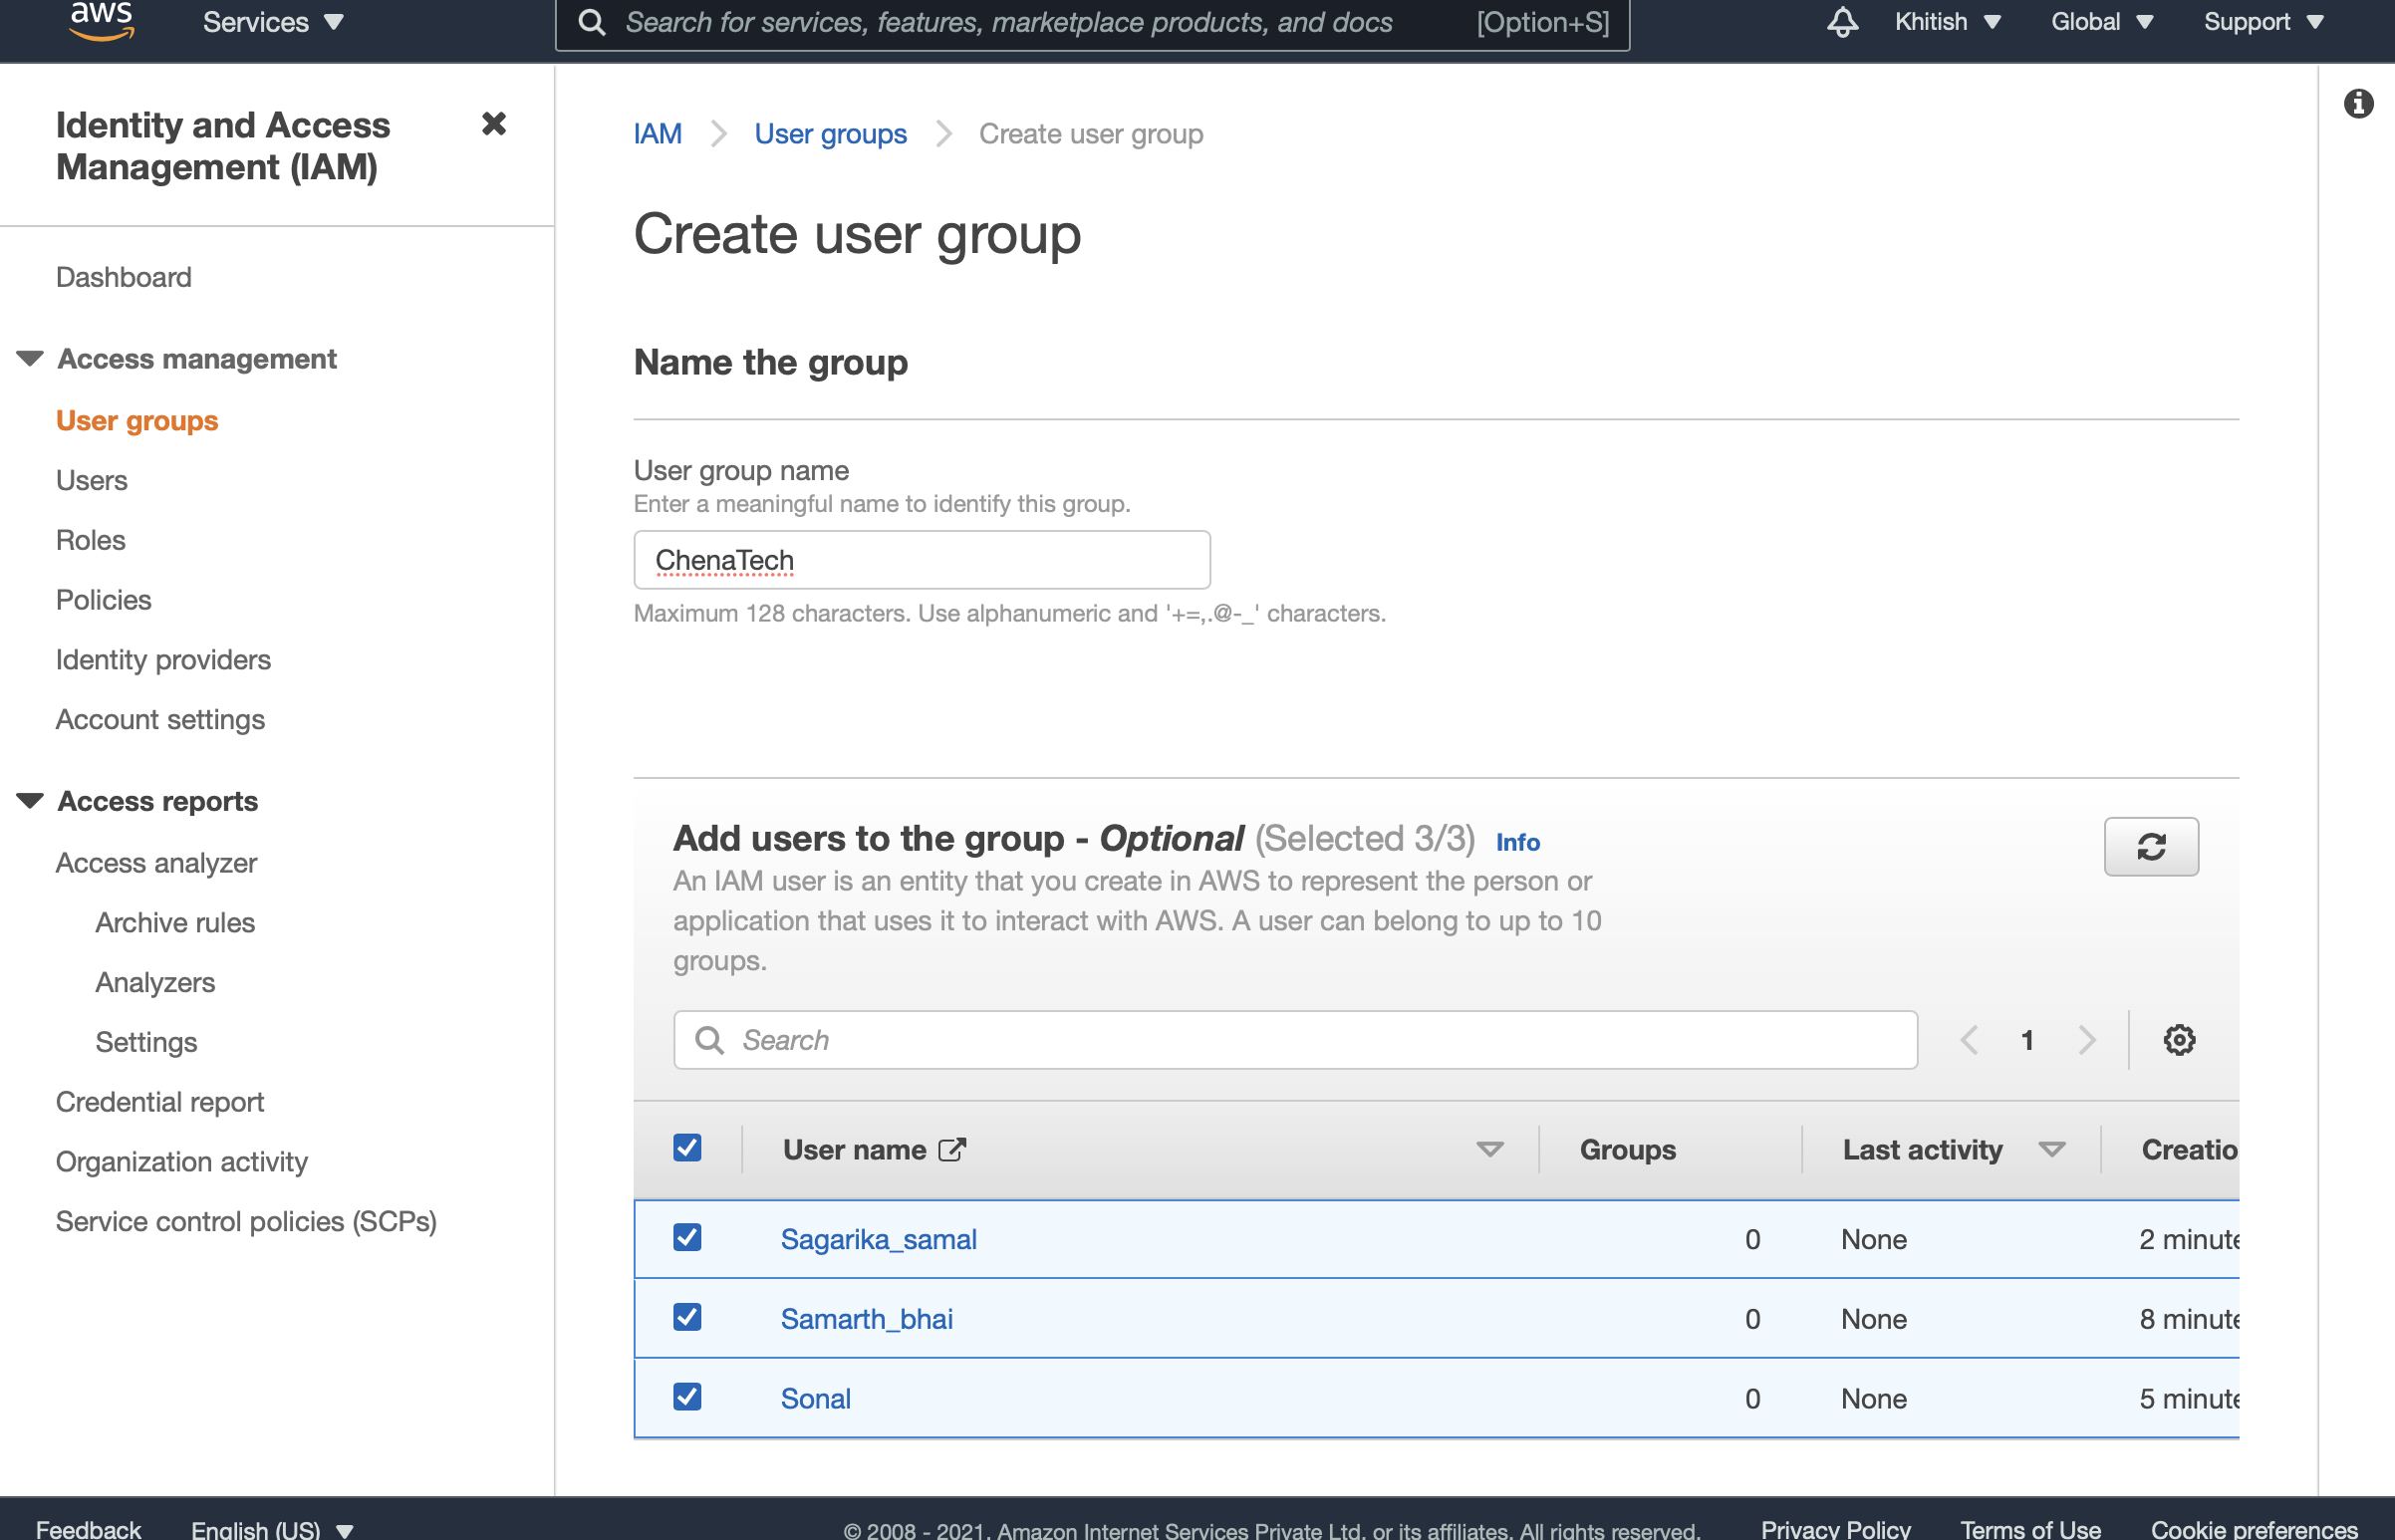 aws
Services
Search for services, features, marketplace products, and docs [Option+S]
Khitish
Global
Support
Identity and Access
Management (IAM)
Dashboard
Access management
User groups
Users
Roles
Policies
Identity providers
Account settings
Access reports
Access analyzer
Archive rules
Analyzers
Settings
Credential report
Organization activity
Service control policies (SCPs)
IAM > User groups > Create user group
Create user group
Name the group
User group name
Enter a meaningful name to identify this group.
ChenaTech
Maximum 128 characters. Use alphanumeric and '+=,.@-_' characters.
Add users to the group - Optional (Selected 3/3) Info
An IAM user is an entity that you create in AWS to represent the person or
application that uses it to interact with AWS. A user can belong to up to 10
groups.
Search
1
User name Groups Last activity Creatio
Sagarika_samal 0 None 2 minute
Samarth_bhai 0 None 8 minute
Sonal 0 None 5 minute
Feedback English (US) © 2008 - 2021, Amazon Internet Services Private Ltd. or its affiliates. All rights reserved. Privacy Policy Terms of Use Cookie preferences